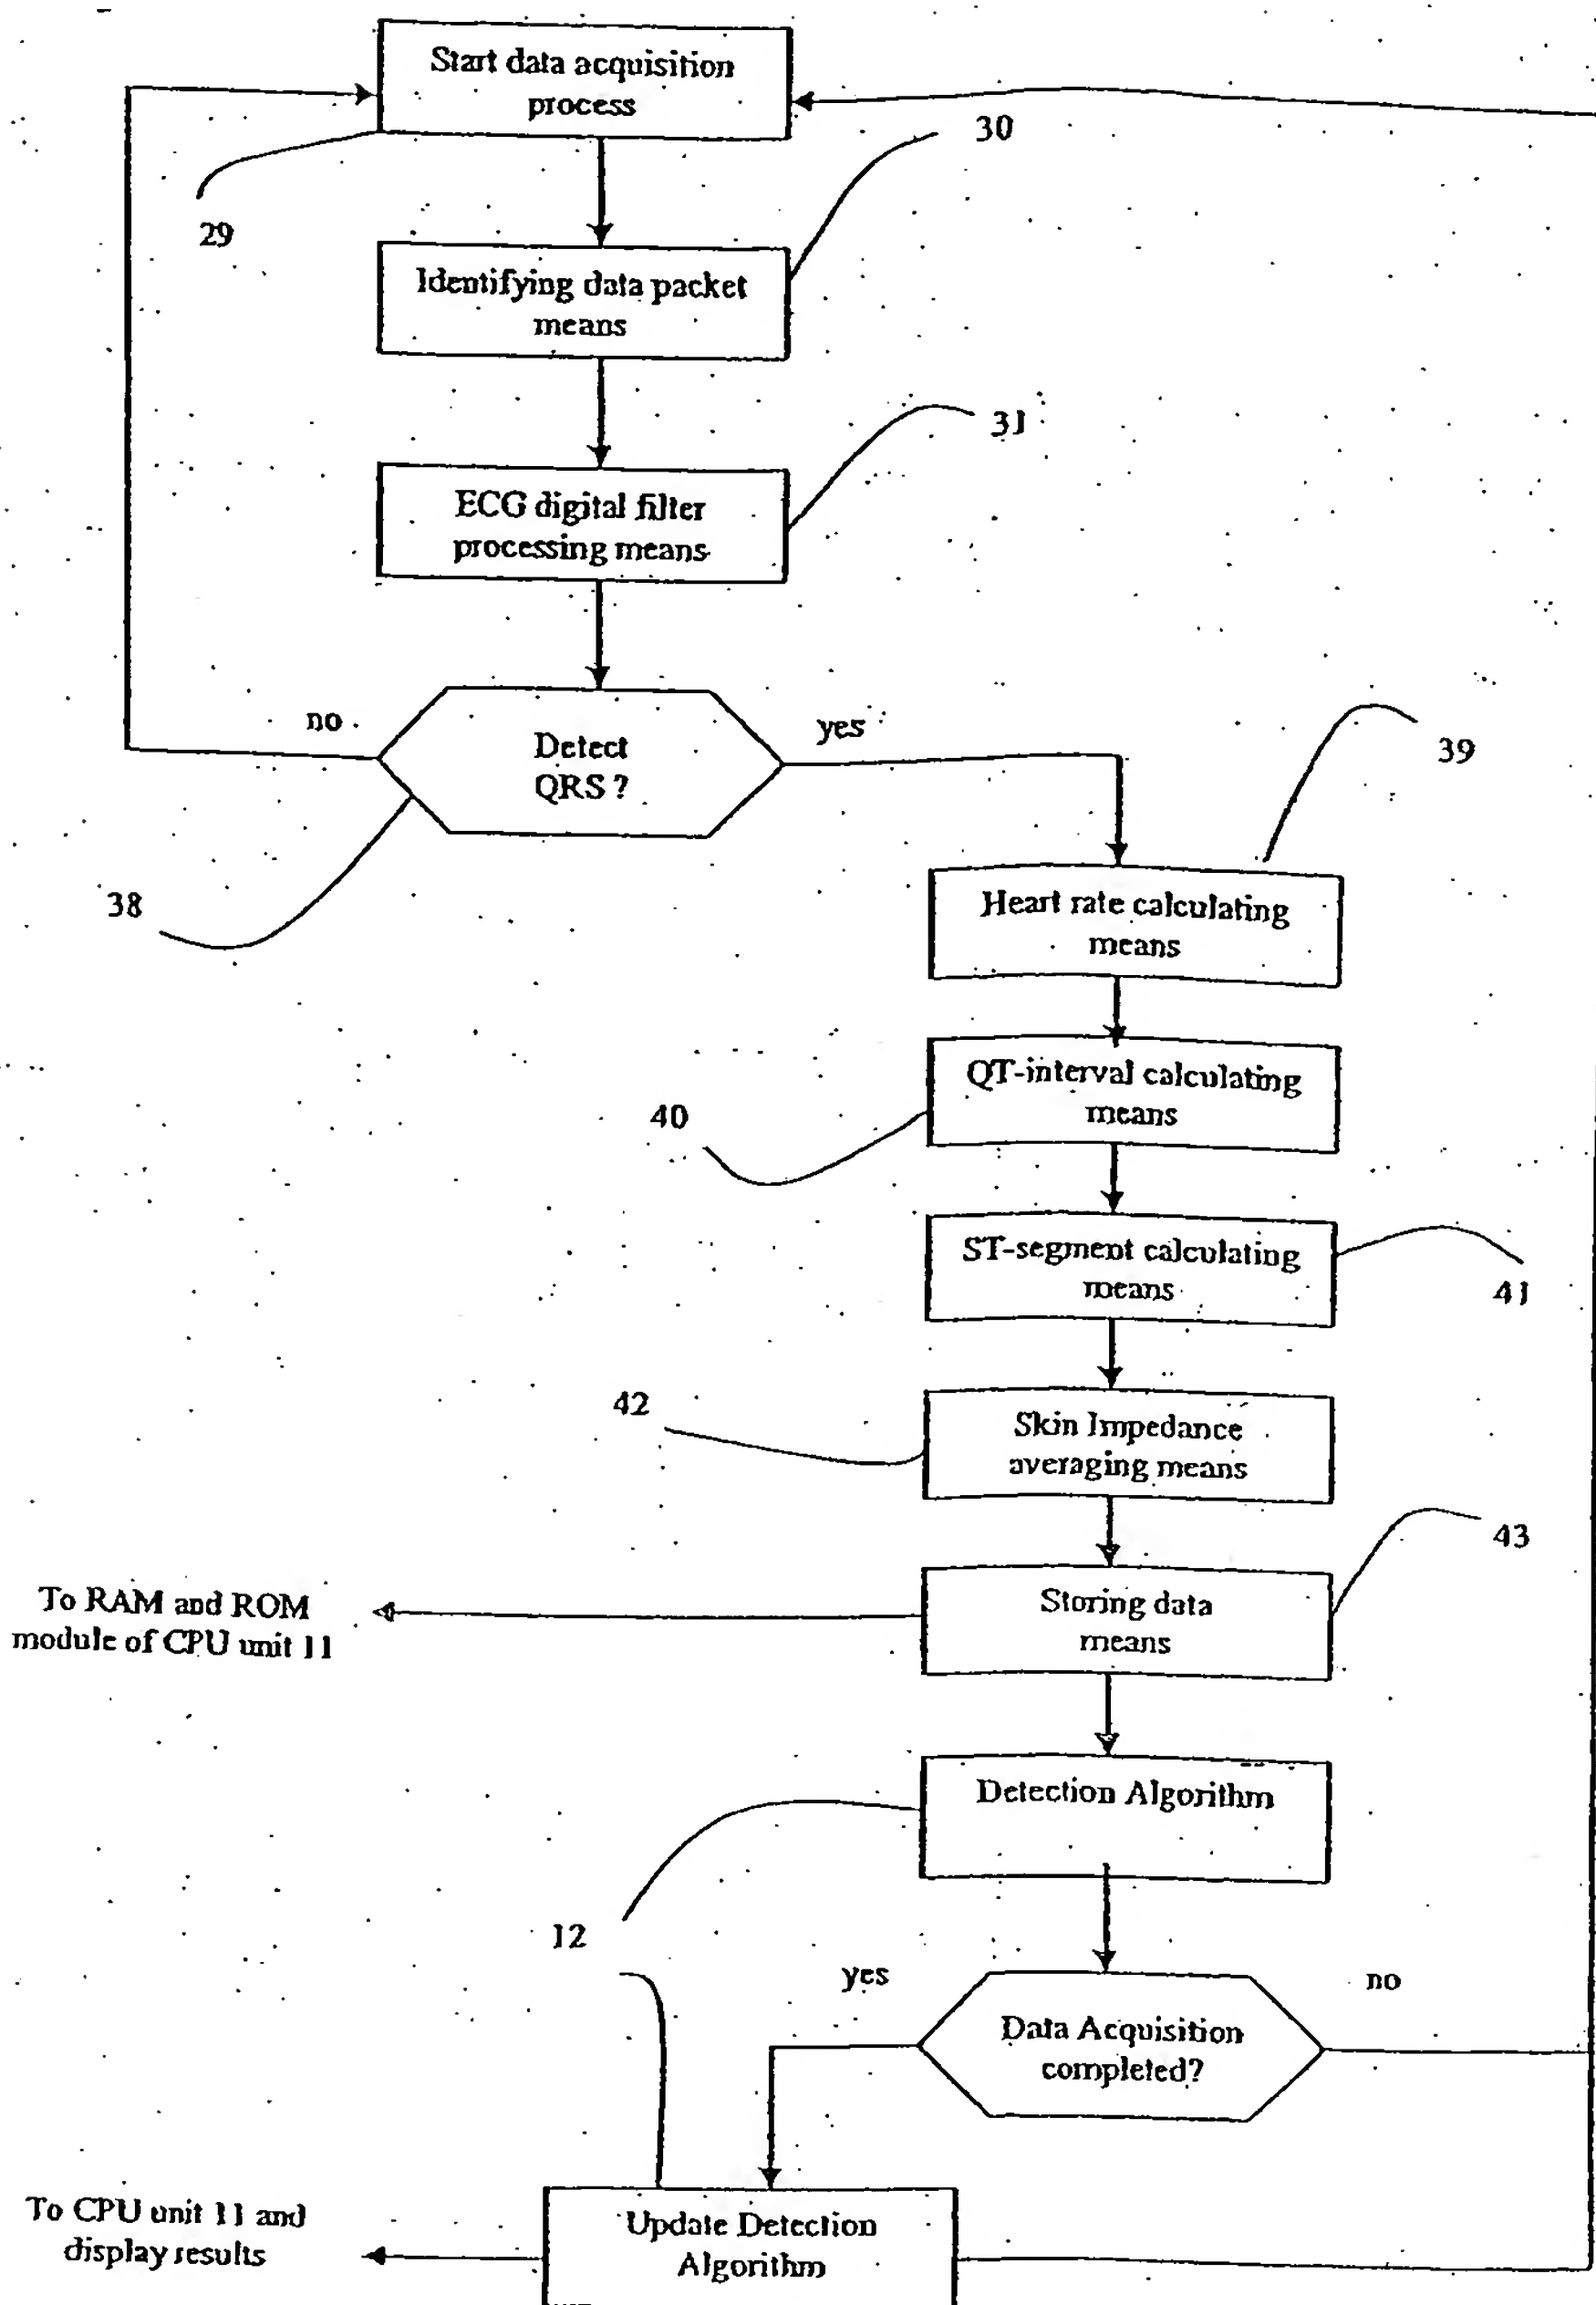 Start data acquisition
process
30
29
Identifying data packet
means
31
ECG digital filter
processing means
no
yes
Detect
QRS ?
39
38
Heart rate calculating
means
QT-interval calculating
means
40
ST-segment calculating
means
41
42
Skin Impedance
averaging means
43
To RAM and ROM
module of CPU unit 11
Storing data
means
Detection Algorithm
12
yes
no
Data Acquisition
completed?
To CPU unit 11 and
display results
Update Detection
Algorithm